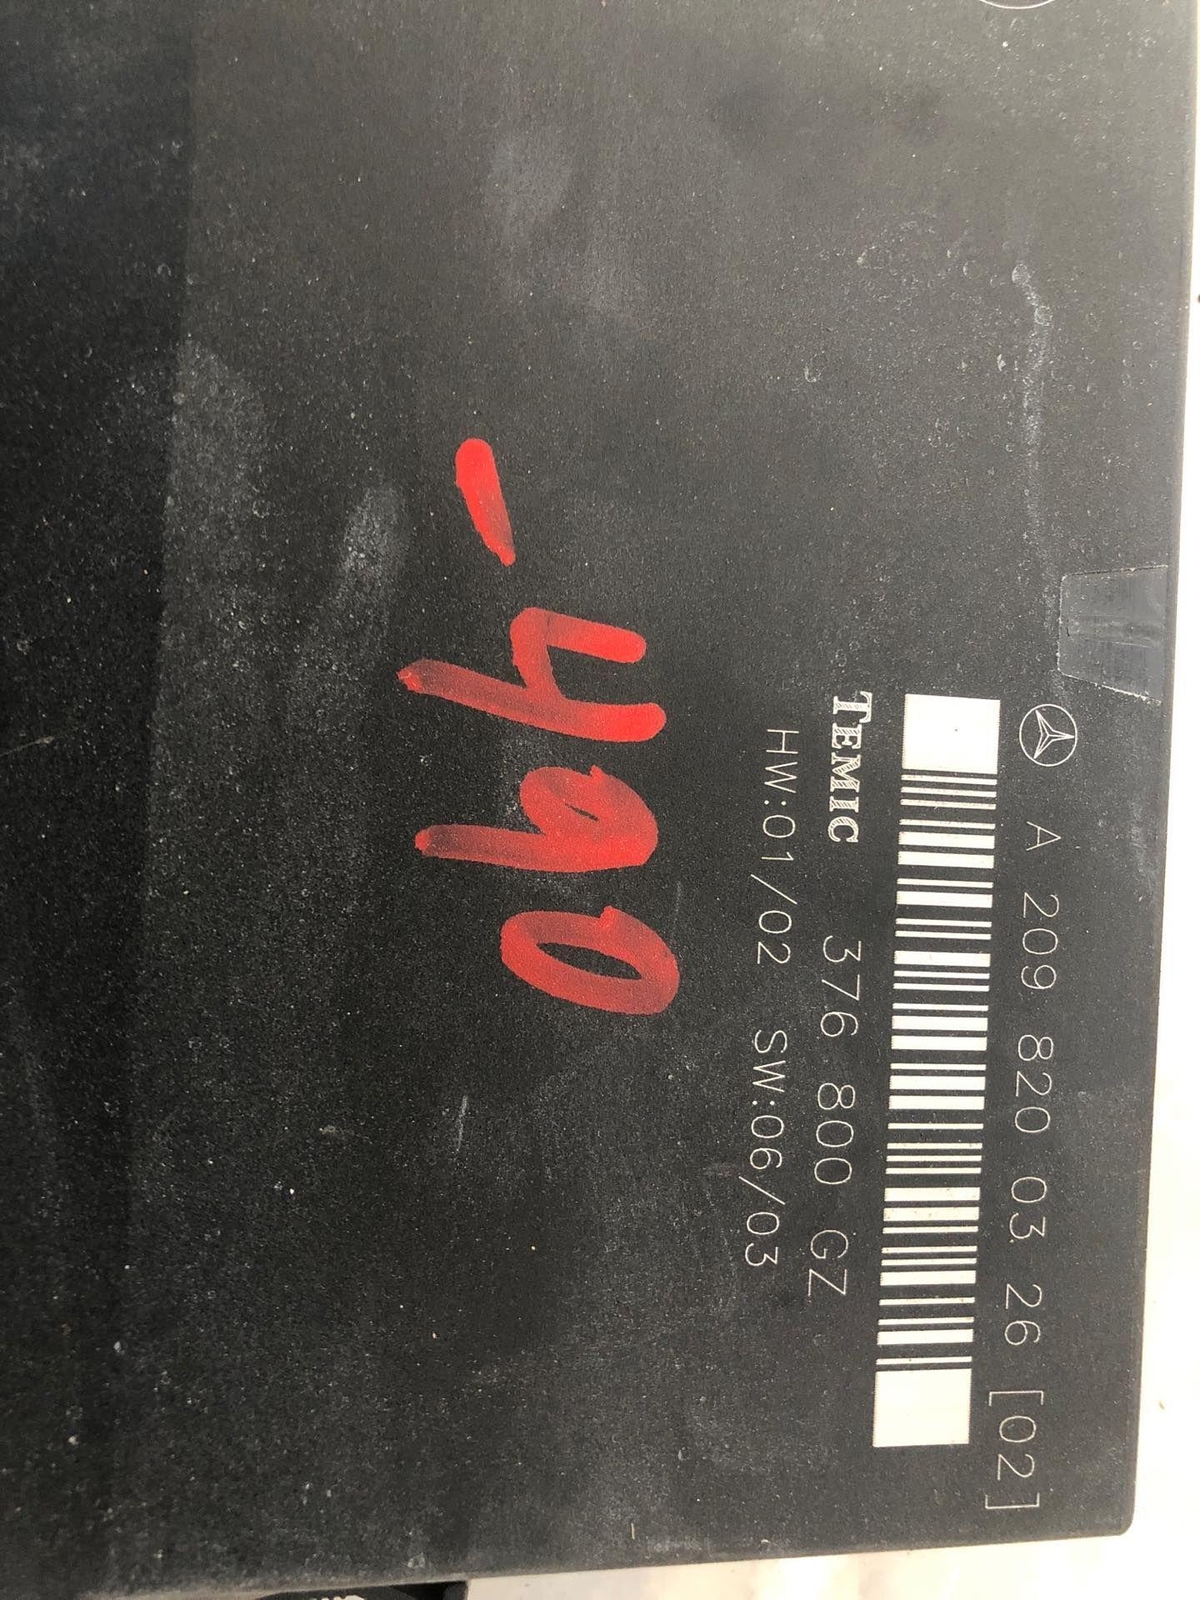 A 209 820 03 26 [02]
TEMIC 376 800 GZ
HW:01/02 SW:06/03
-490